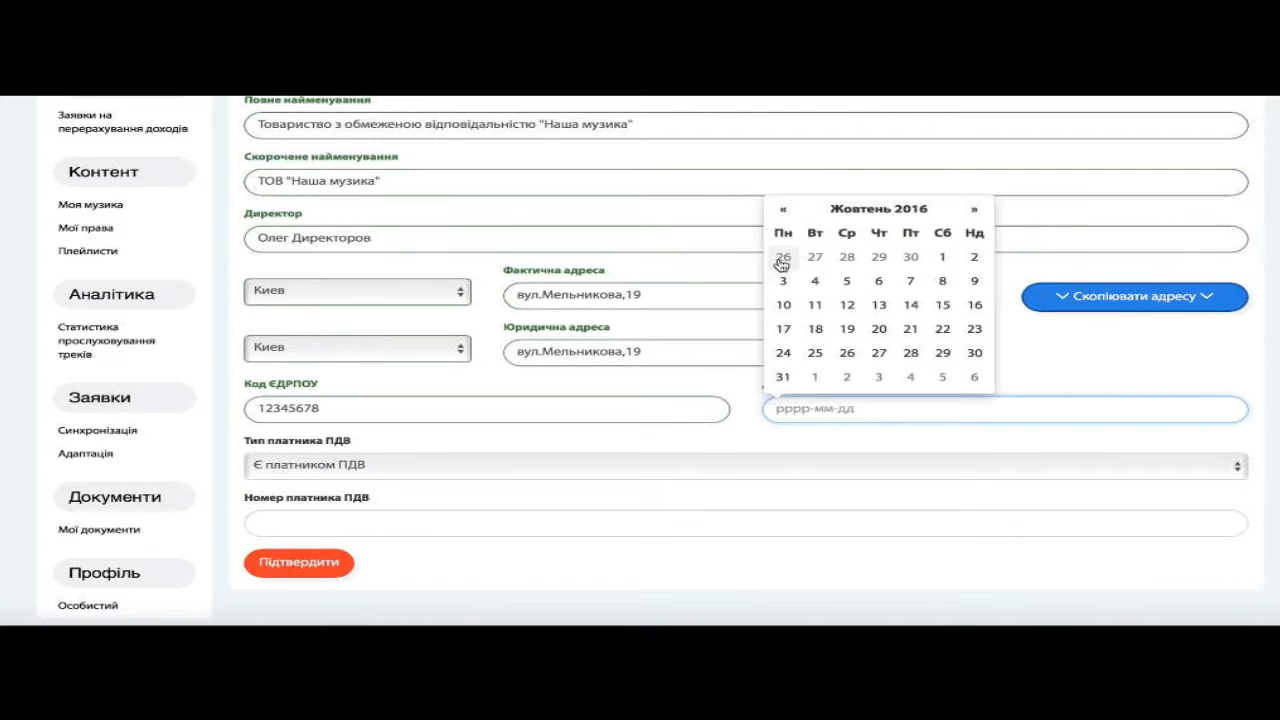 Заявки на
перерахування доходів
Контент
Моя музика
Мої права
Плейлисти
Аналітика
Статистика
прослуховування
треків
Заявки
Синхронізація
Адаптація
Документи
Мої документи
Профіль
Особистий
Повне найменування
Товариство з обмеженою відповідальністю "Наша музика"
Скорочене найменування
ТОВ "Наша музика"
Директор
Олег Директоров
Киев
Фактична адреса
вул.Мельникова,19
Скопіювати адресу
Киев
Юридична адреса
вул.Мельникова,19
« Жовтень 2016 »
Пн Вт Ср Чт Пт Сб Нд
26 27 28 29 30 1 2
3 4 5 6 7 8 9
10 11 12 13 14 15 16
17 18 19 20 21 22 23
24 25 26 27 28 29 30
31 1 2 3 4 5 6
Код ЄДРПОУ
12345678
рррр-мм-дд
Тип платника ПДВ
Є платником ПДВ
Номер платника ПДВ
Підтвердити